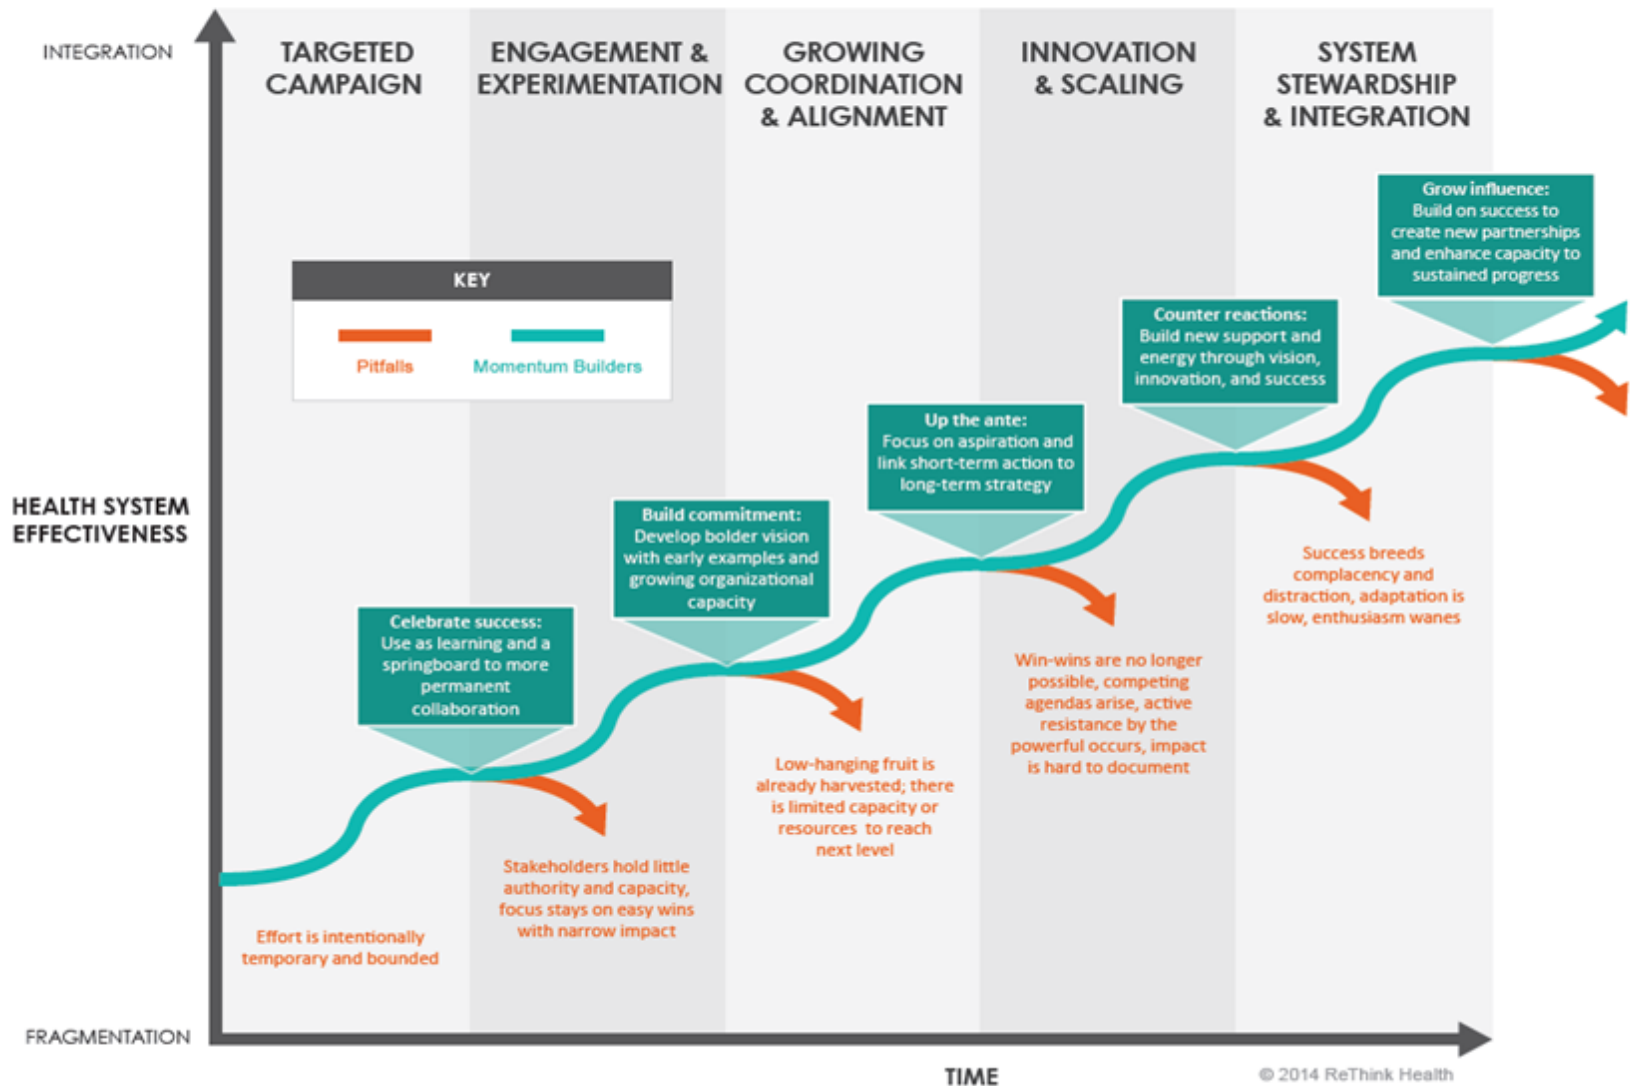 INTEGRATION
TARGETED
CAMPAIGN
ENGAGEMENT &
EXPERIMENTATION
GROWING
COORDINATION
& ALIGNMENT
INNOVATION
& SCALING
SYSTEM
STEWARDSHIP
& INTEGRATION
Grow influence:
Build on success to
create new partnerships
and enhance capacity to
sustained progress
KEY
Pitfalls
Momentum Builders
Counter reactions:
Build new support and
energy through vision,
innovation, and success
Up the ante:
Focus on aspiration and
link short-term action to
long-term strategy
HEALTH SYSTEM
EFFECTIVENESS
Build commitment:
Develop bolder vision
with early examples and
growing organizational
capacity
Success breeds
complacency and
distraction, adaptation is
slow, enthusiasm wanes
Celebrate success:
Use as learning and a
springboard to more
permanent
collaboration
Win-wins are no longer
possible, competing
agendas arise, active
resistance by the
powerful occurs, impact
is hard to document
Low-hanging fruit is
already harvested; there
is limited capacity or
resources to reach
next level
Stakeholders hold little
authority and capacity,
focus stays on easy wins
with narrow impact
Effort is intentionally
temporary and bounded
FRAGMENTATION
TIME
© 2014 ReThink Health